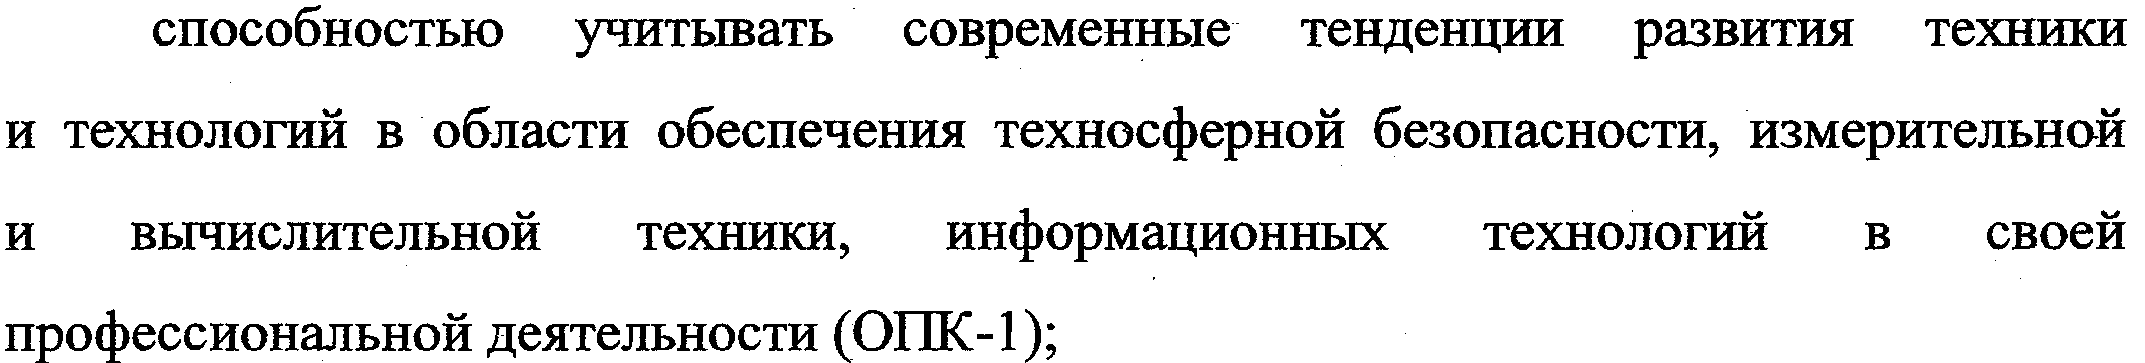 способностью учитывать современные тенденции развития техники
и технологий в области обеспечения техносферной безопасности, измерительной
и вычислительной техники, информационных технологий в своей
профессиональной деятельности (ОПК-1);